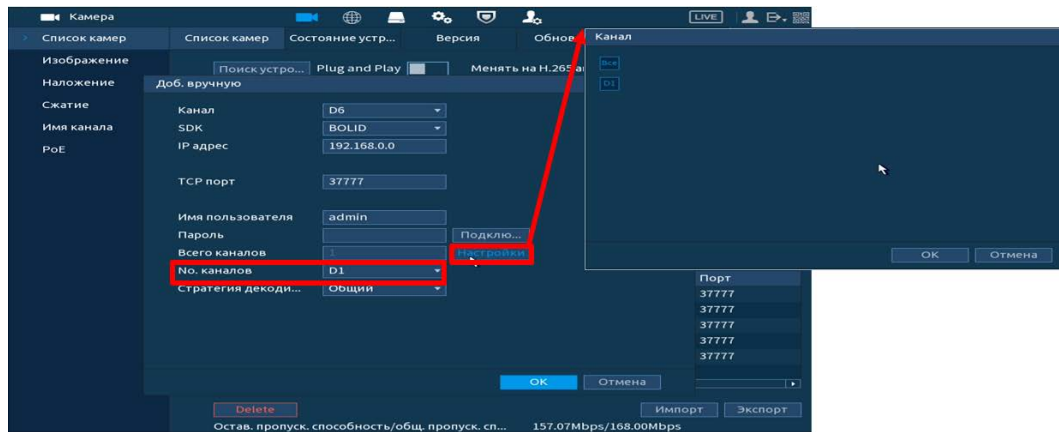 Камера LIVE
Список камер Список камер Состояние устр... Версия Обнов
Канал
Все
D1
OK Отмена
Изображение
Наложение
Сжатие
Имя канала
PoE
Поиск устро... Plug and Play Менять на H.265 а
Доб. вручную
Канал D6
SDK BOLID
IP адрес 192.168.0.0
TCP порт 37777
Имя пользователя admin
Пароль Подклю...
Всего каналов 1 Настройки
No. каналов D1
Стратегия декоди... Общий
OK Отмена
Порт
37777
37777
37777
37777
37777
Delete Импорт Экспорт
Остав. пропуск. способность/общ. пропуск. сп... 157.07Mbps/168.00Mbps